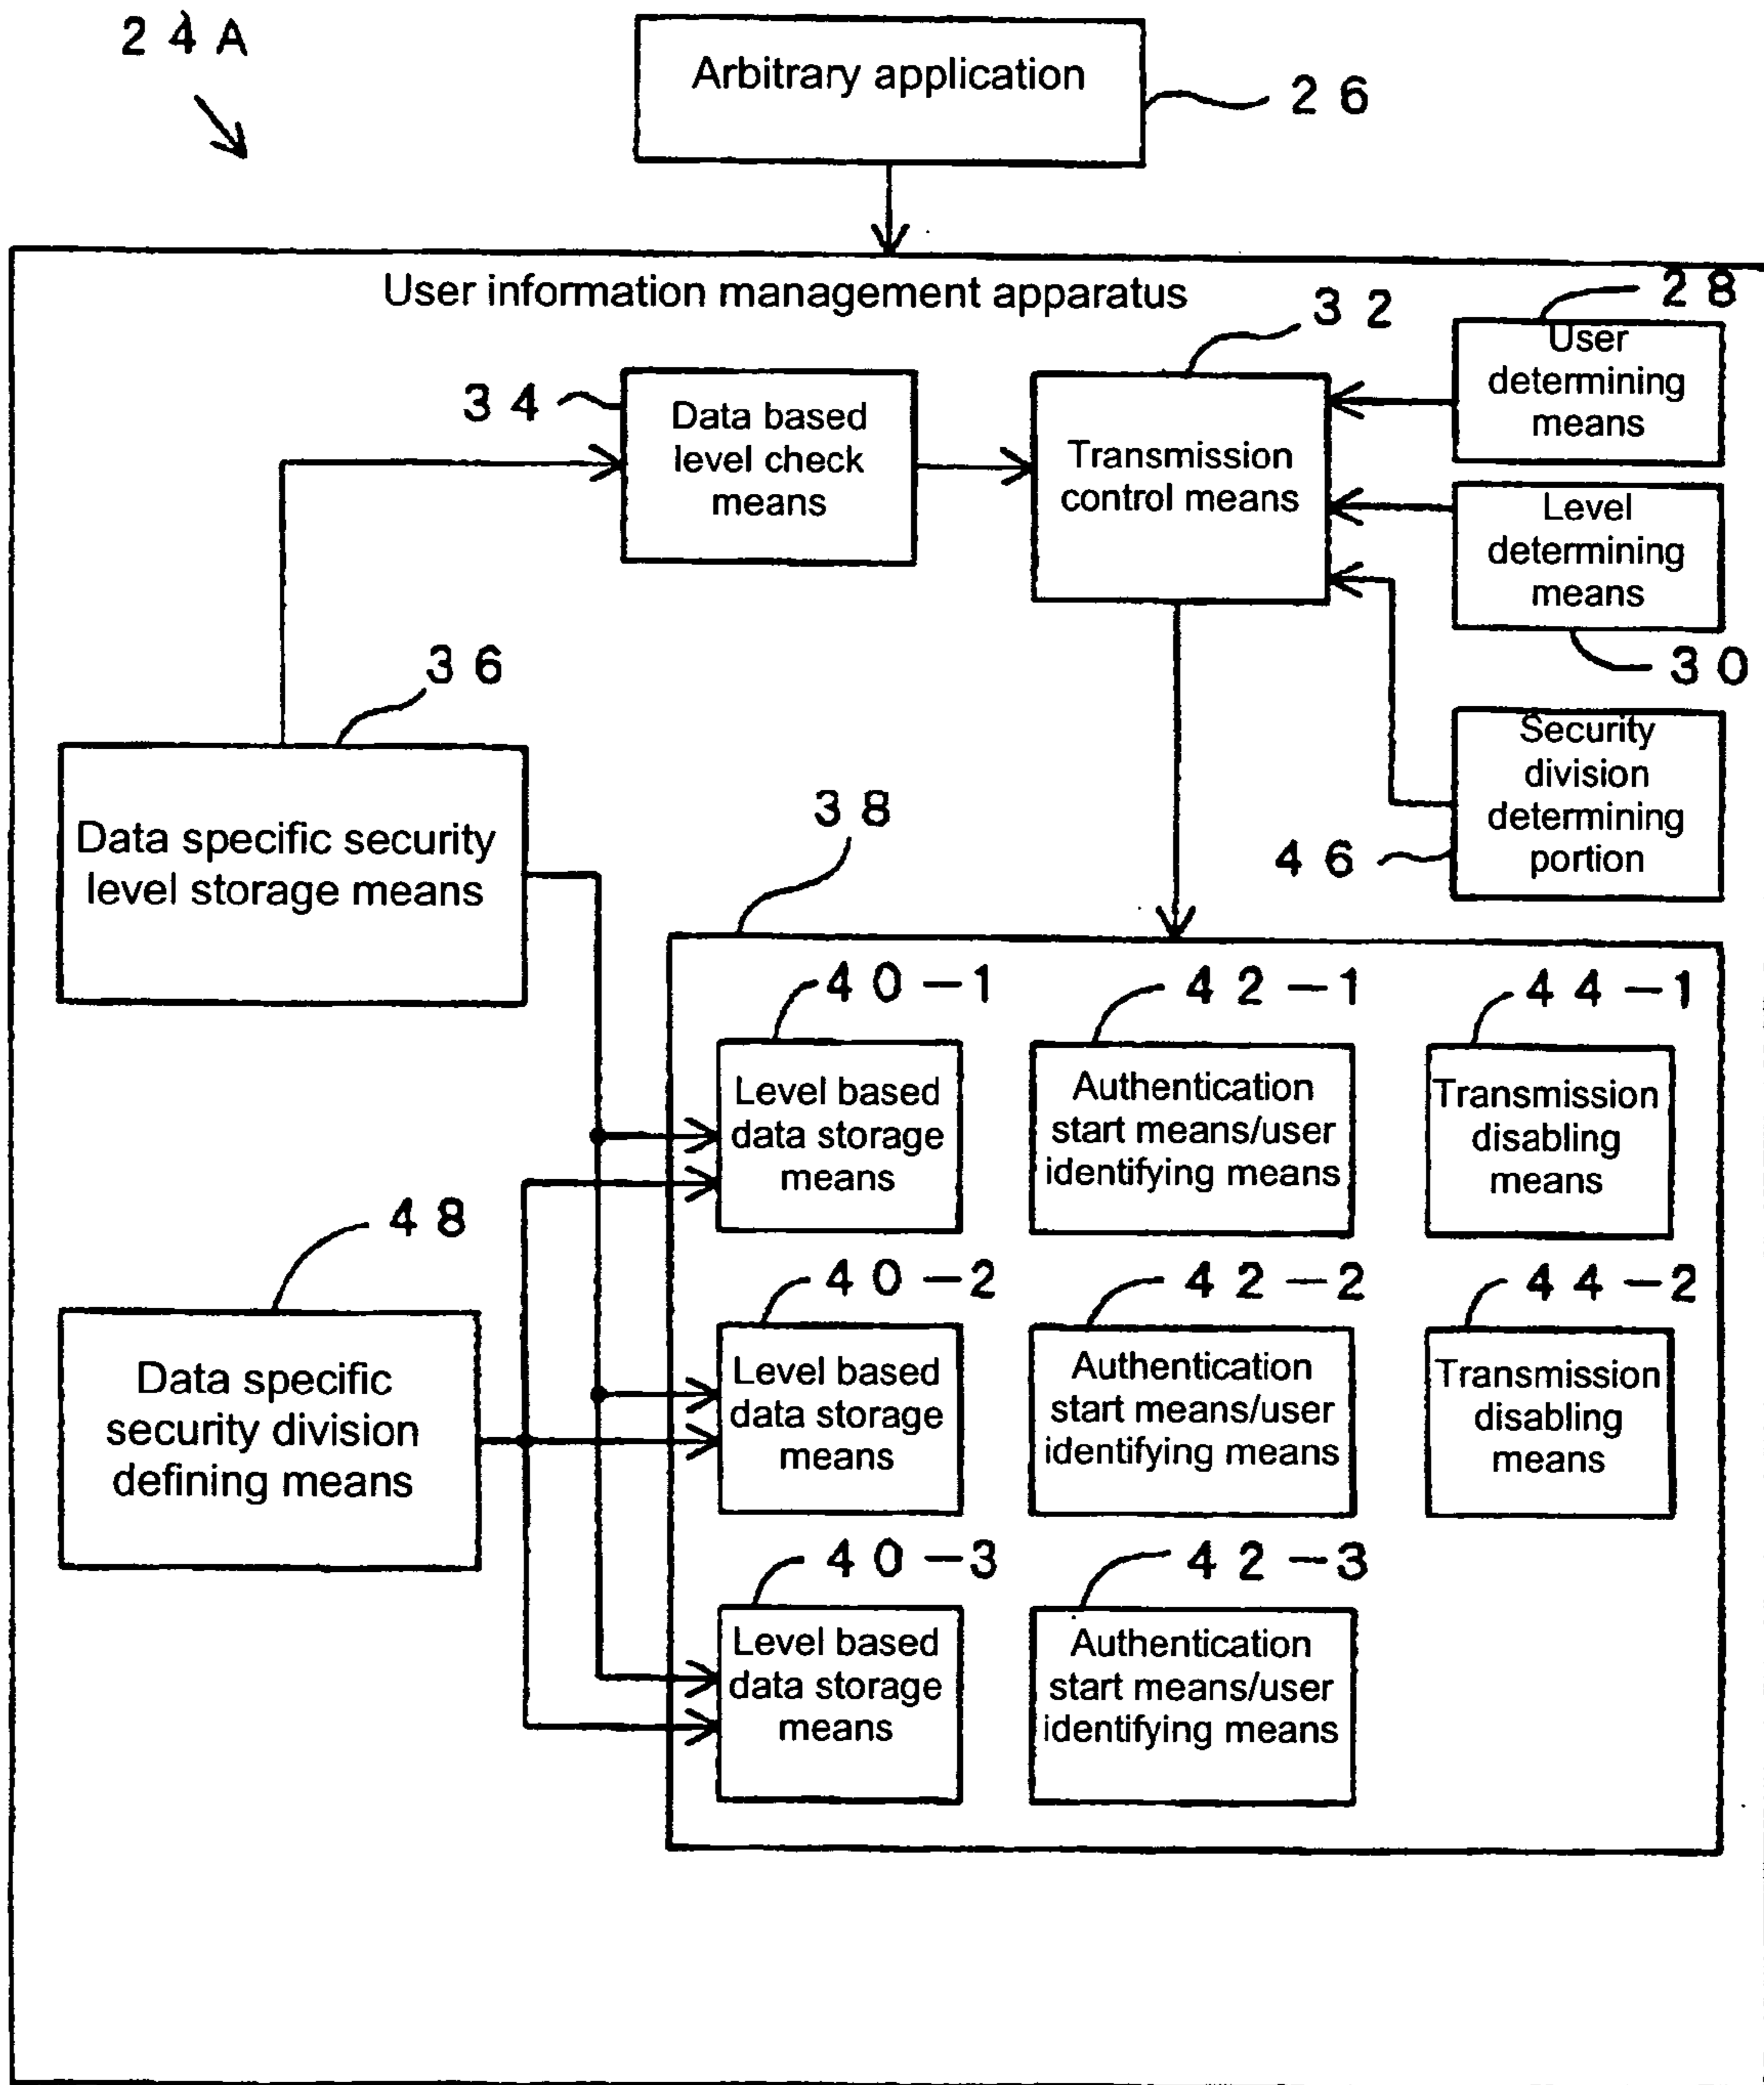 24A
Arbitrary application
26
User information management apparatus
28
32
User
determining
means
34
Data based
level check
means
Transmission
control means
Level
determining
means
30
36
Security
division
determining
portion
46
Data specific security
level storage means
38
40-1
42-1
44-1
Level based
data storage
means
Authentication
start means/user
identifying means
Transmission
disabling
means
48
40-2
42-2
44-2
Data specific
security division
defining means
Level based
data storage
means
Authentication
start means/user
identifying means
Transmission
disabling
means
40-3
42-3
Level based
data storage
means
Authentication
start means/user
identifying means